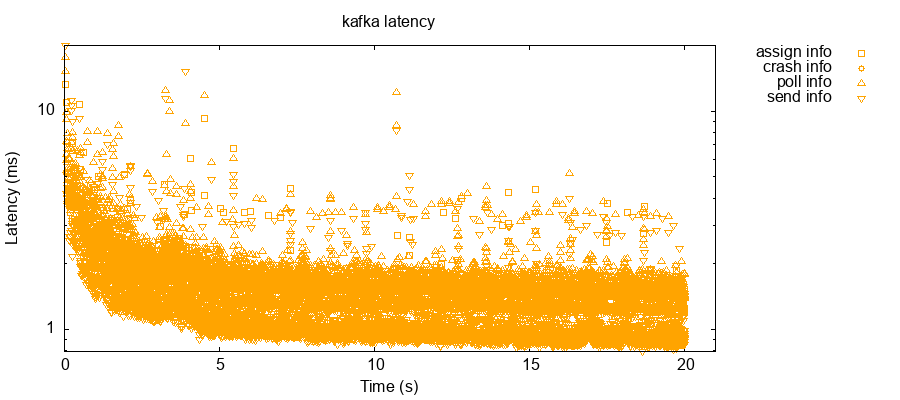 kafka latency
assign info
crash info
poll info
send info
10
1
Latency (ms)
0 5 10 15 20
Time (s)